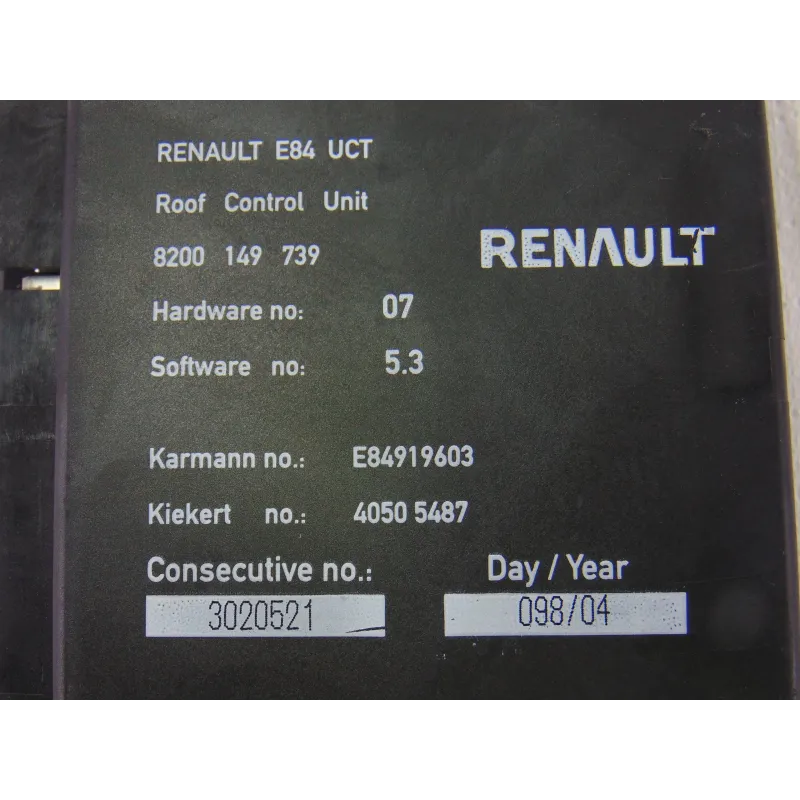 RENAULT E84 UCT
Roof Control Unit
8200 149 739
RENAULT
Hardware no: 07
Software no: 5.3
Karmann no.: E84919603
Kiekert no.: 4050 5487
Consecutive no.: Day / Year
3020521 098/04